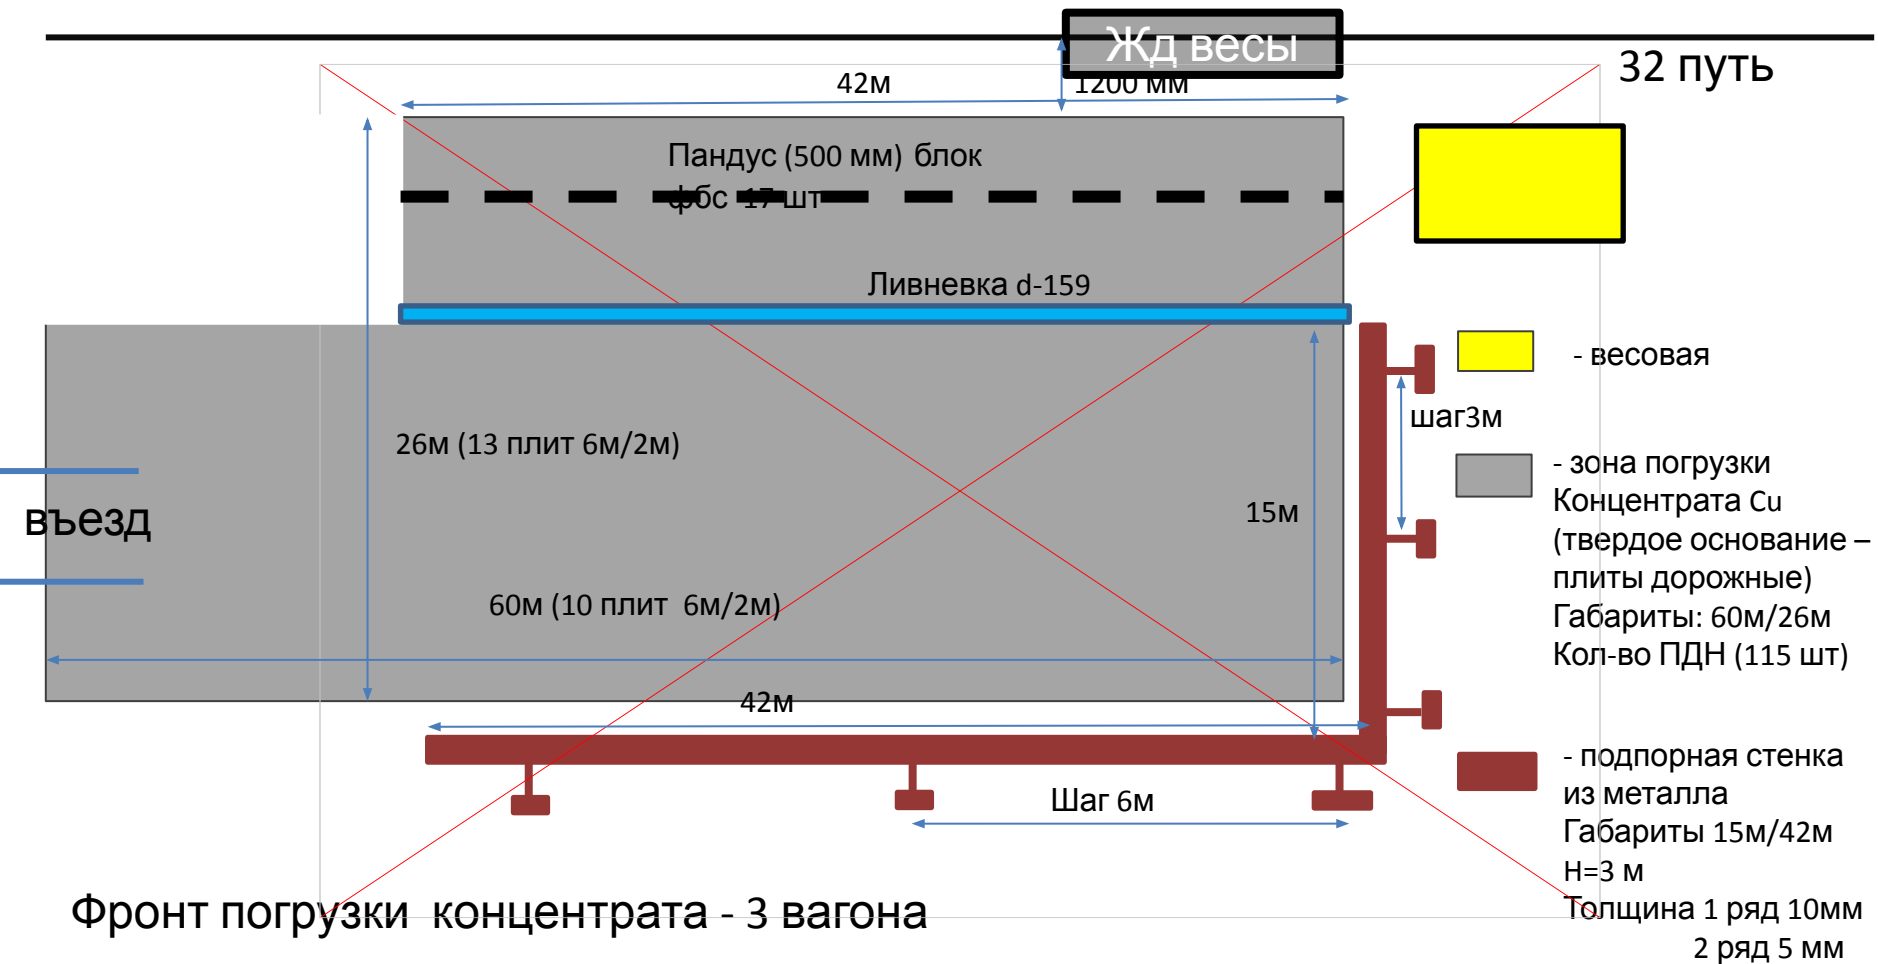 Жд весы
32 путь
42м
1200 мм
Пандус (500 мм) блок
фбс 17 шт
Ливневка d-159
- весовая
шаг3м
26м (13 плит 6м/2м)
- зона погрузки
Концентрата Cu
(твердое основание –
плиты дорожные)
Габариты: 60м/26м
Кол-во ПДН (115 шт)
въезд
15м
60м (10 плит 6м/2м)
42м
- подпорная стенка
из металла
Габариты 15м/42м
H=3 м
Толщина 1 ряд 10мм
2 ряд 5 мм
Шаг 6м
Фронт погрузки концентрата - 3 вагона